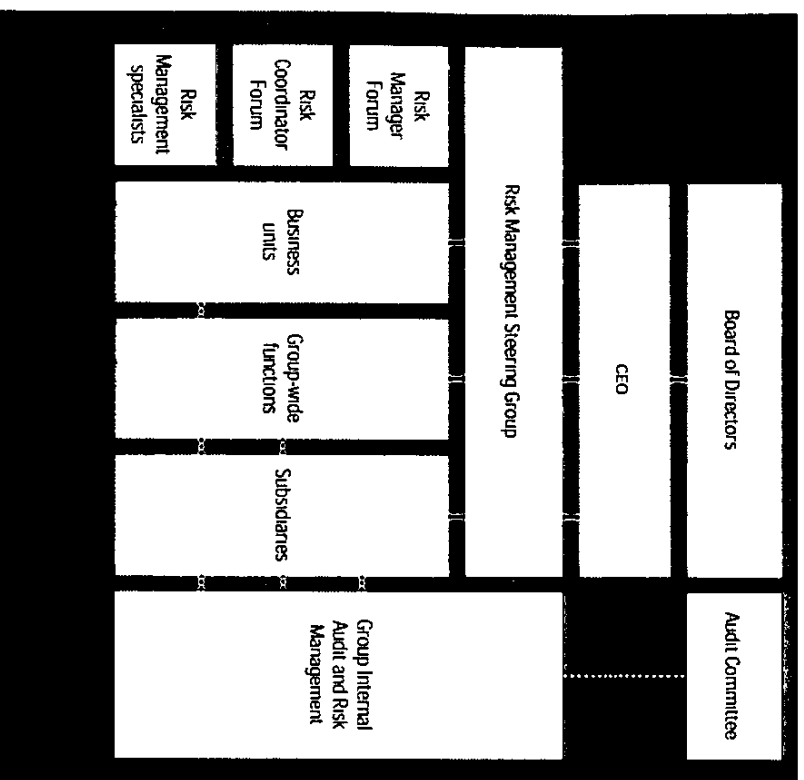 Board of Directors
Audit Committee
CEO
Risk Management Steering Group
Risk
Manager
Forum
Risk
Coordinator
Forum
Risk
Management
specialists
Business
units
Group-wide
functions
Subsidiaries
Group Internal
Audit and Risk
Management